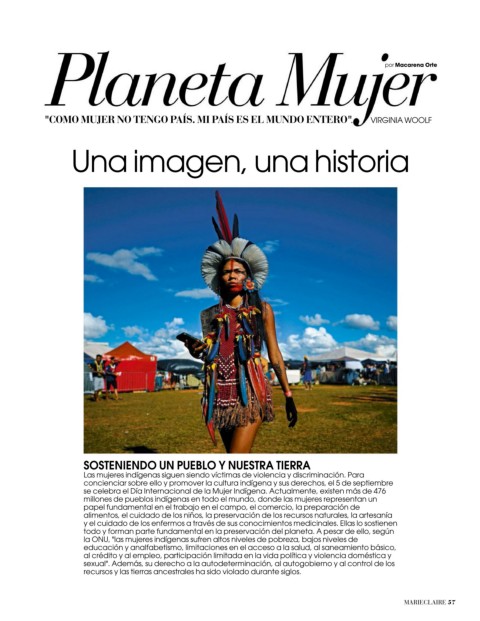 Planeta Mujer
por Macarena Orte
"COMO MUJER NO TENGO PAÍS. MI PAÍS ES EL MUNDO ENTERO". VIRGINIA WOOLF
Una imagen, una historia
SOSTENIENDO UN PUEBLO Y NUESTRA TIERRA
Las mujeres indígenas siguen siendo víctimas de violencia y discriminación. Para
concienciar sobre ello y promover la cultura indígena y sus derechos, el 5 de septiembre
se celebra el Día Internacional de la Mujer Indígena. Actualmente, existen más de 476
millones de pueblos indígenas en todo el mundo, donde las mujeres representan un
papel fundamental en el trabajo en el campo, el comercio, la preparación de
alimentos, el cuidado de los niños, la preservación de los recursos naturales, la artesanía
y el cuidado de los enfermos a través de sus conocimientos medicinales. Ellas lo sostienen
todo y forman parte fundamental en la preservación del planeta. A pesar de ello, según
la ONU, "las mujeres indígenas sufren altos niveles de pobreza, bajos niveles de
educación y analfabetismo, limitaciones en el acceso a la salud, al saneamiento básico,
al crédito y al empleo, participación limitada en la vida política y violencia doméstica y
sexual". Además, su derecho a la autodeterminación, al autogobierno y al control de los
recursos y las tierras ancestrales ha sido violado durante siglos.
MARIECLAIRE 57